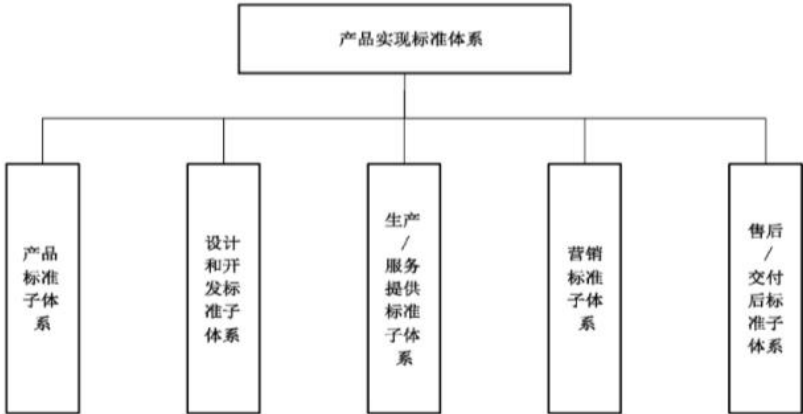 产品实现标准体系
产品
标准
子体
系
设计
和开
发标
准子
体系
生产
/
服务
提供
标准
子体
系
营销
标准
子体
系
售后
/
交付
后标
准子
体系